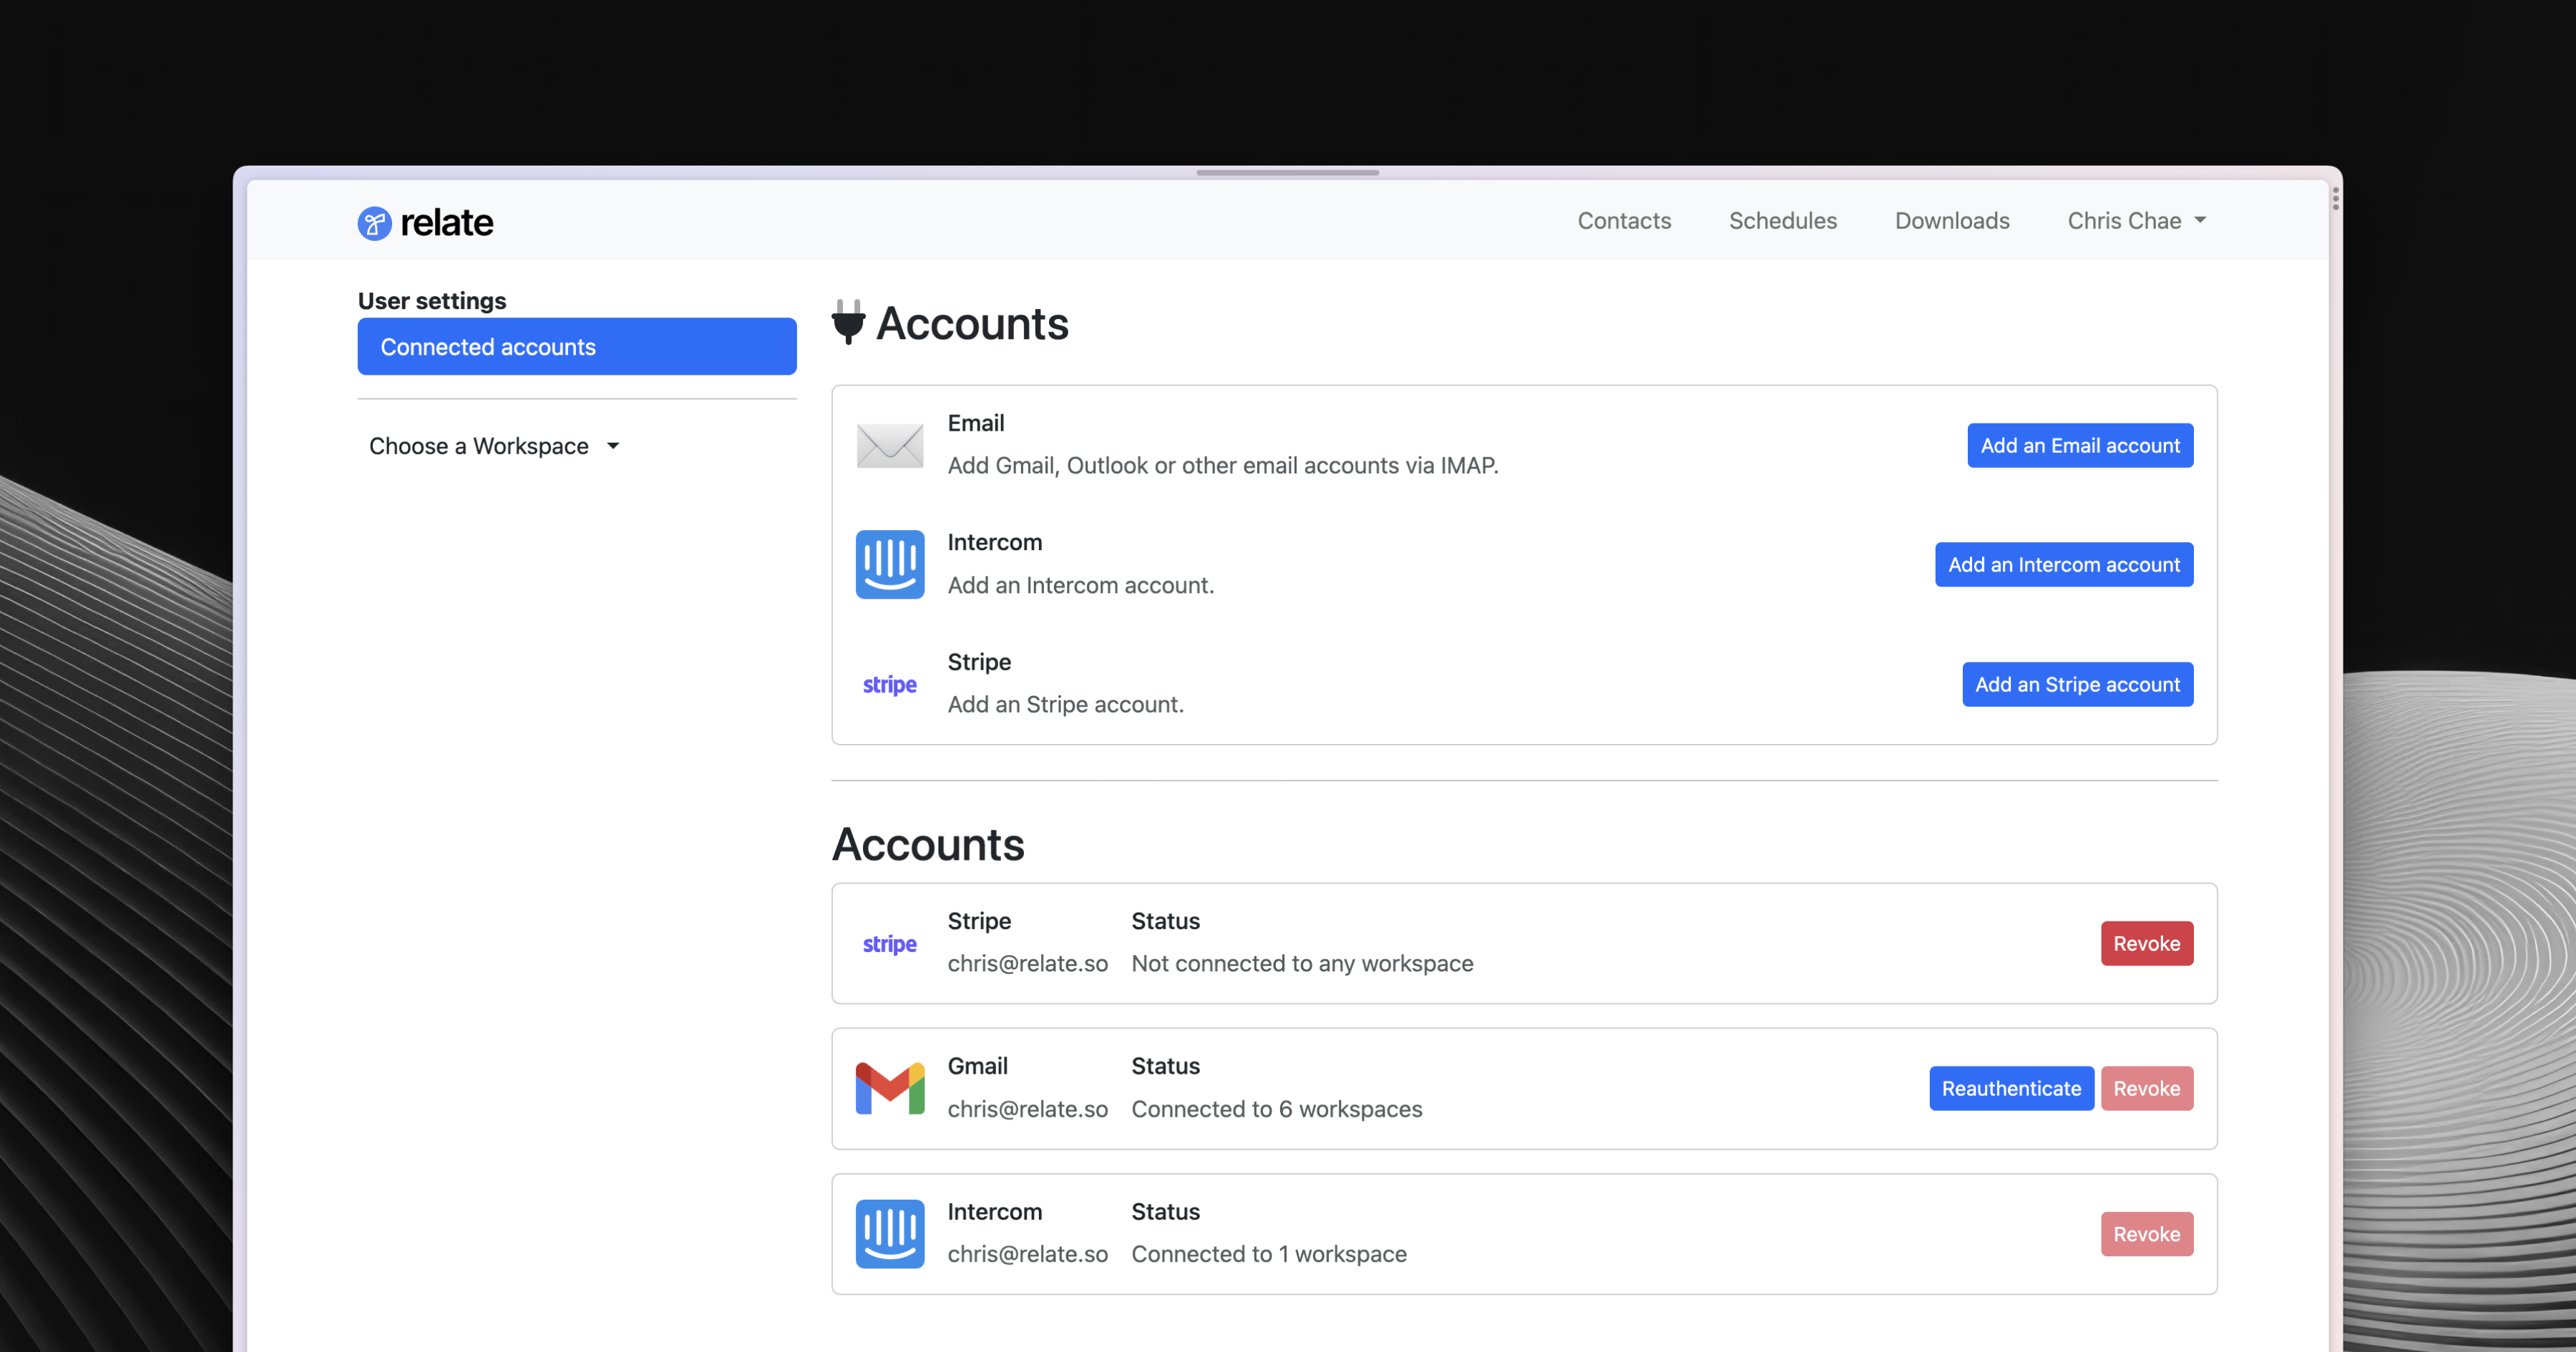 relate
Contacts Schedules Downloads Chris Chae
User settings
Connected accounts
Choose a Workspace
Accounts
Email
Add Gmail, Outlook or other email accounts via IMAP.
Add an Email account
Intercom
Add an Intercom account.
Add an Intercom account
stripe
Stripe
Add an Stripe account.
Add an Stripe account
Accounts
stripe
Stripe Status
chris@relate.so Not connected to any workspace
Revoke
Gmail Status
chris@relate.so Connected to 6 workspaces
Reauthenticate Revoke
Intercom Status
chris@relate.so Connected to 1 workspace
Revoke